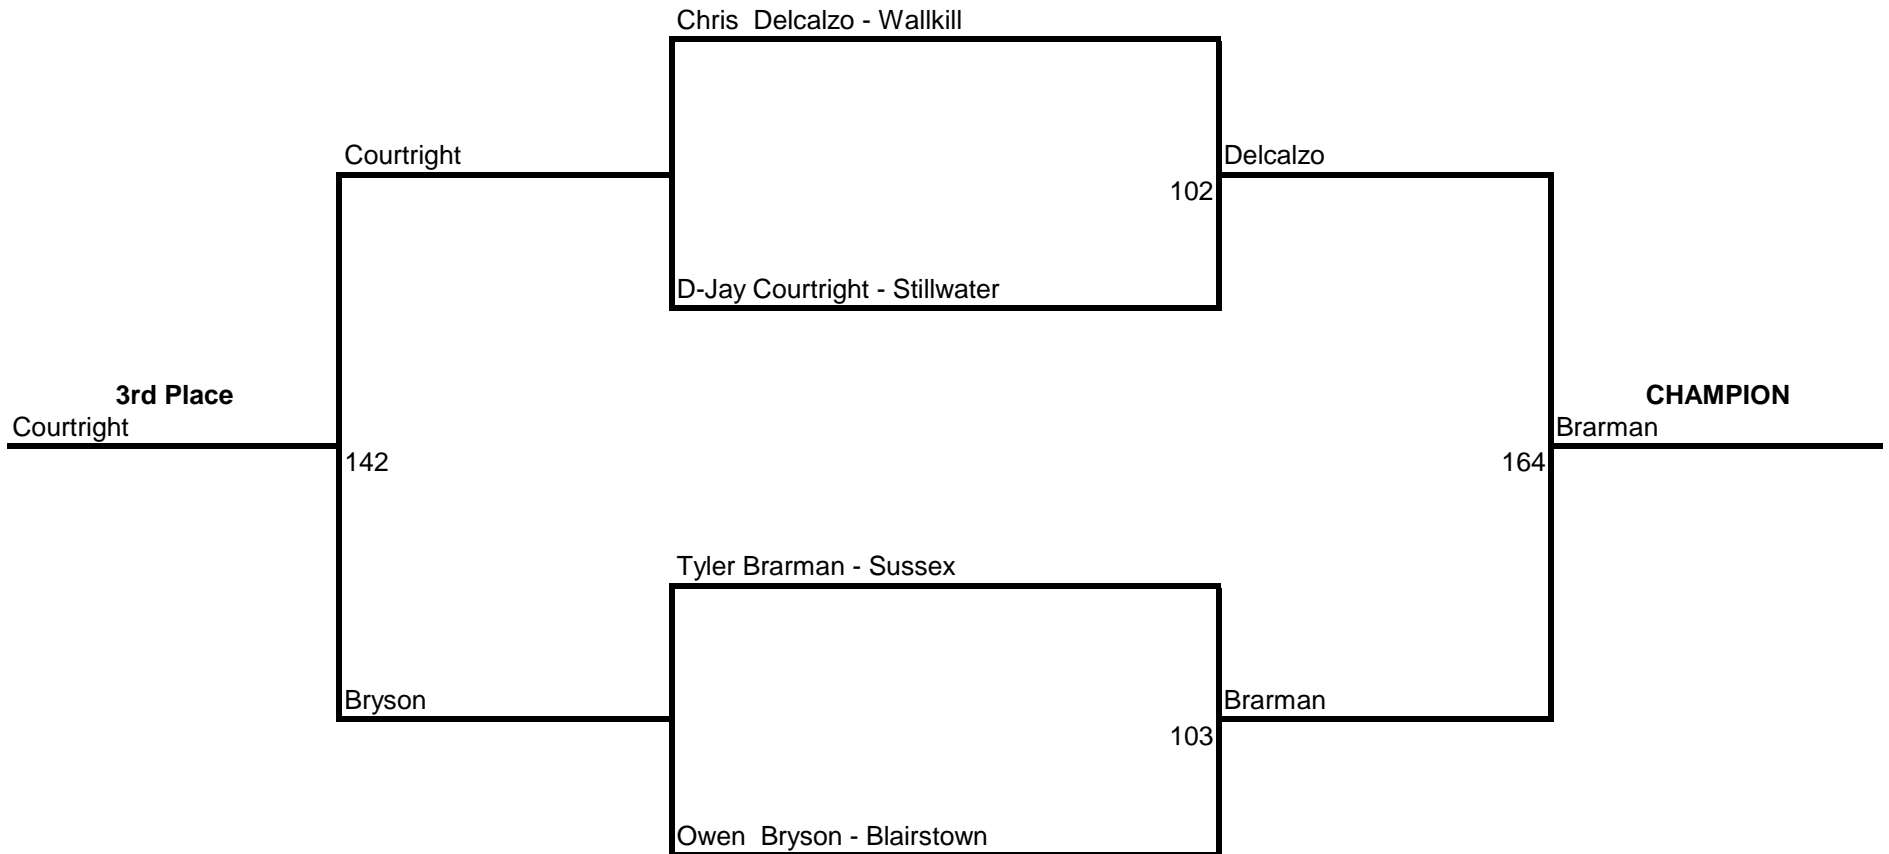 Chris  Delcalzo - Wallkill
Courtright
Delcalzo
102
D-Jay Courtright - Stillwater
3rd Place
CHAMPION
Courtright
Brarman
142
164
Tyler Brarman - Sussex
Bryson
Brarman
103
Owen  Bryson - Blairstown